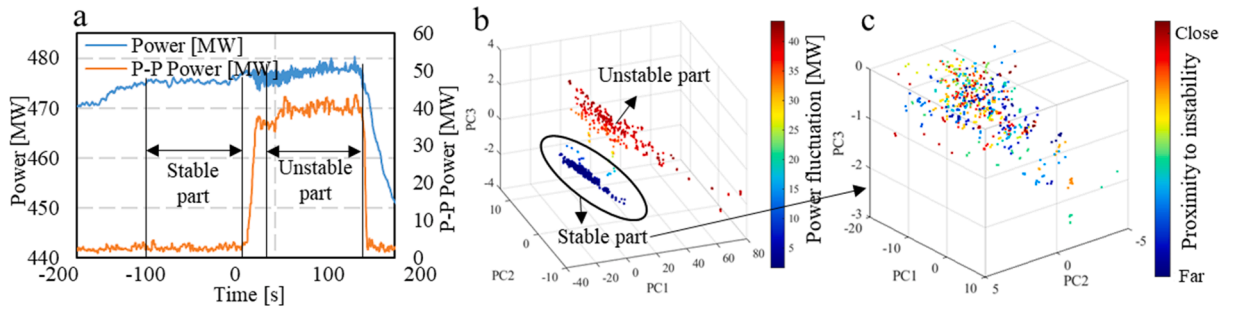 a
Power [MW]
P-P Power [MW]
Stable
part
Unstable
part
480
470
460
450
440
Power [MW]
60
50
40
30
20
10
0
P-P Power [MW]
-200
-100
0
100
200
Time [s]
b
Unstable part
Stable part
4
2
0
-2
-4
PC3
10
0
-10
PC2
-40
-20
0
20
40
60
80
PC1
40
35
30
25
20
15
10
5
Power fluctuation [MW]
c
0
-1
-2
-3
PC3
-20
-10
0
10
PC1
5
0
-5
PC2
Close
Proximity to instability
Far